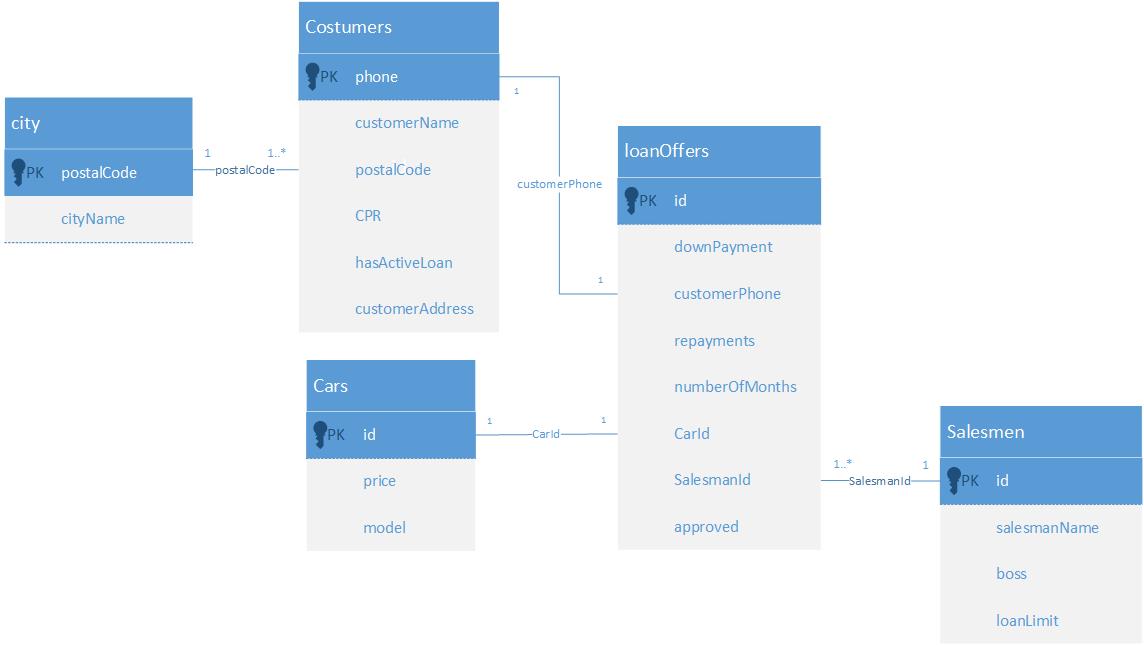 city
PK postalCode
cityName
1
1..*
postalCode
Costumers
PK phone
customerName
postalCode
CPR
hasActiveLoan
customerAddress
1
customerPhone
1
Cars
PK id
price
model
1
CarId
1
loanOffers
PK id
downPayment
customerPhone
repayments
numberOfMonths
CarId
SalesmanId
approved
1..*
SalesmanId
1
Salesmen
PK id
salesmanName
boss
loanLimit